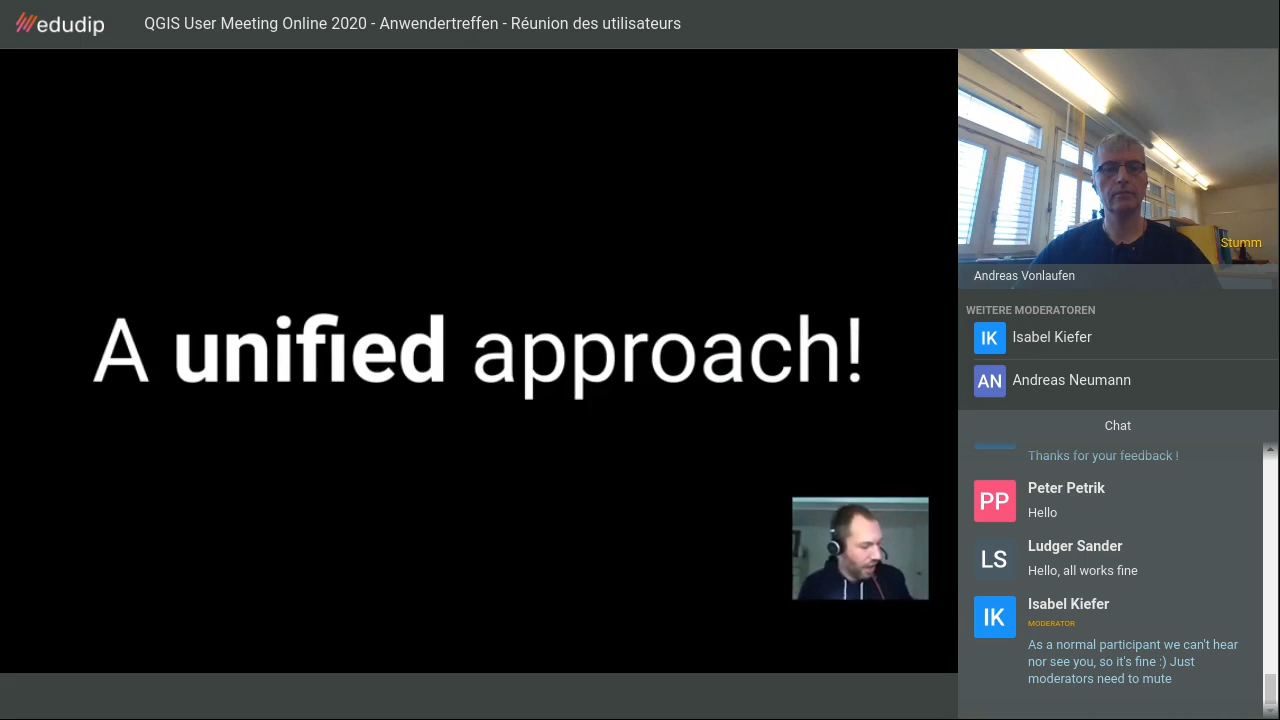 edudip
QGIS User Meeting Online 2020 - Anwendertreffen - Réunion des utilisateurs
A unified approach!
Stumm
Andreas Vonlaufen
WEITERE MODERATOREN
IK
Isabel Kiefer
AN
Andreas Neumann
Chat
Thanks for your feedback !
PP
Peter Petrik
Hello
LS
Ludger Sander
Hello, all works fine
IK
Isabel Kiefer
MODERATOR
As a normal participant we can't hear
nor see you, so it's fine :) Just
moderators need to mute